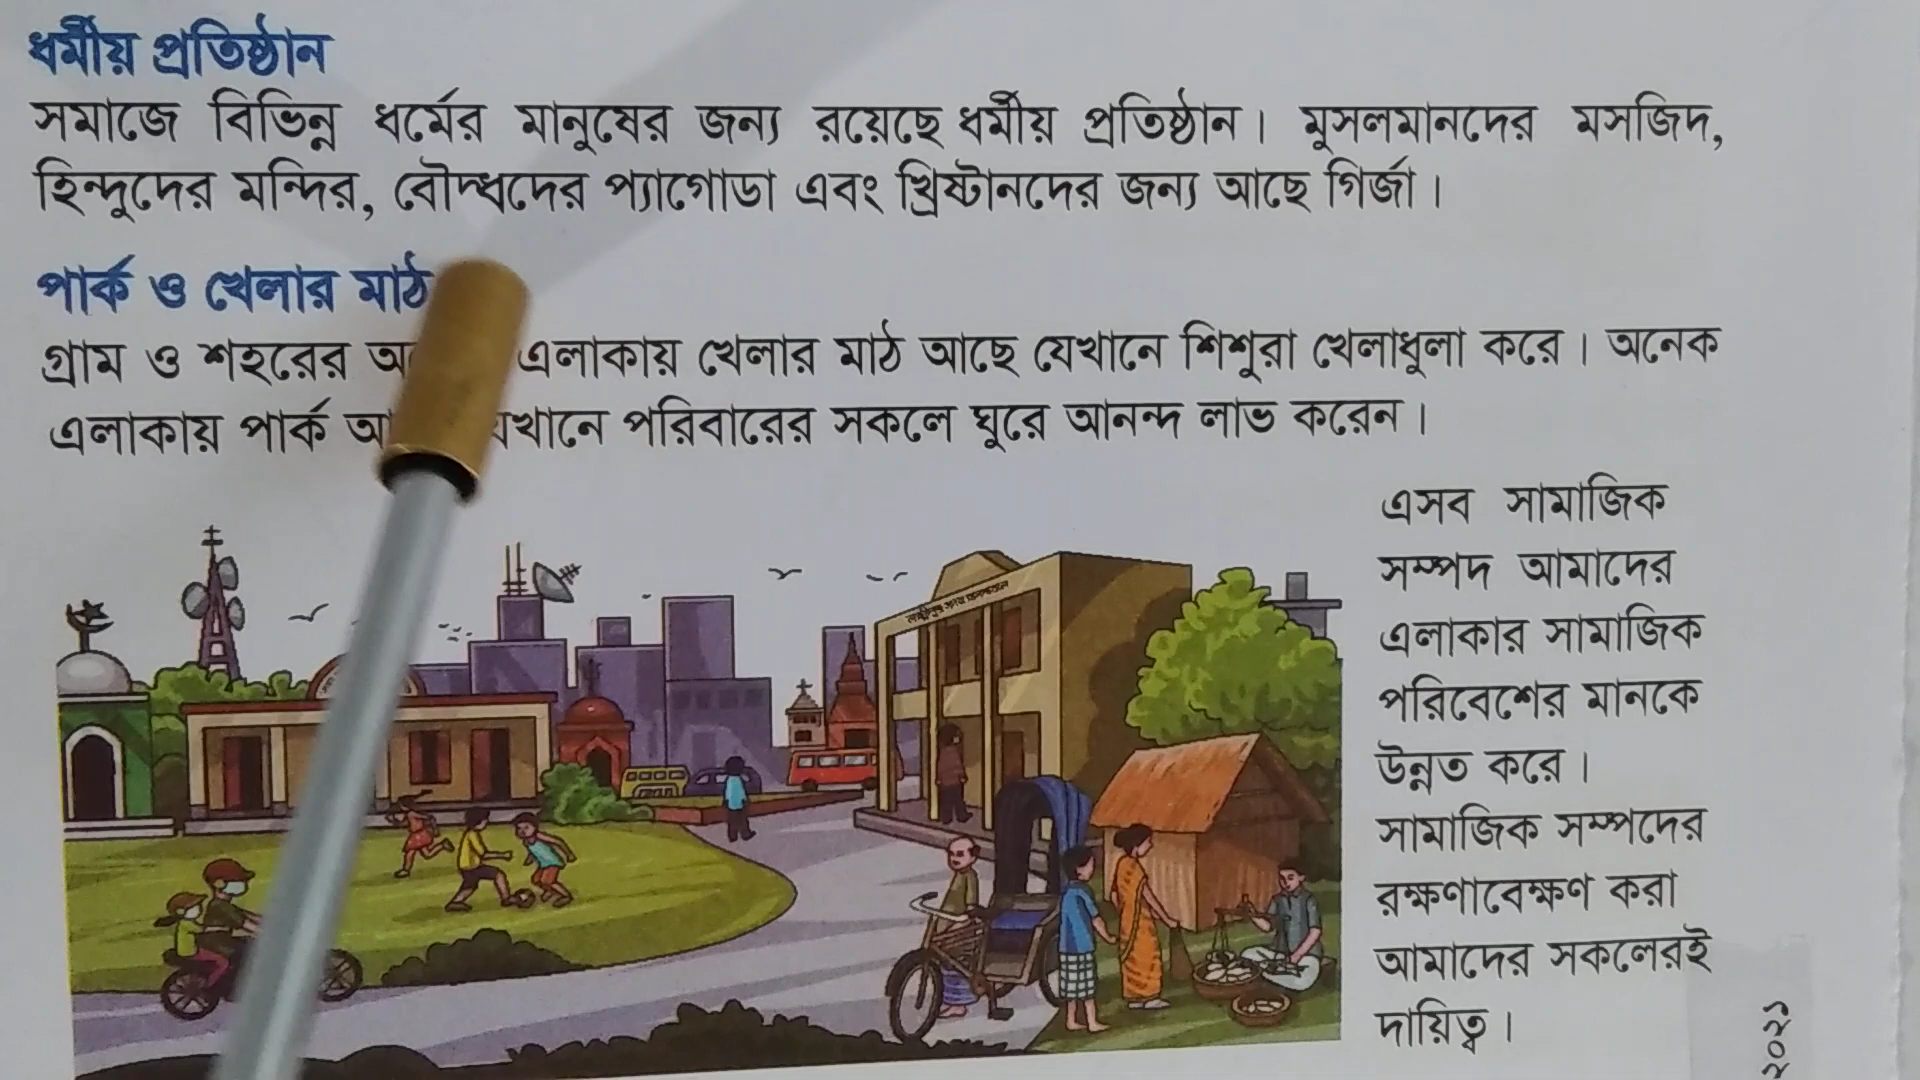 ধর্মীয় প্রতিষ্ঠান
সমাজে বিভিন্ন ধর্মের মানুষের জন্য রয়েছে ধর্মীয় প্রতিষ্ঠান। মুসলমানদের মসজিদ,
হিন্দুদের মন্দির, বৌদ্ধদের প্যাগোডা এবং খ্রিষ্টানদের জন্য আছে গির্জা।
পার্ক ও খেলার মাঠ
গ্রাম ও শহরের এলাকায় খেলার মাঠ আছে যেখানে শিশুরা খেলাধুলা করে। অনেক
এলাকায় পার্ক পরিবারের সকলে ঘুরে আনন্দ লাভ করেন।
এসব সামাজিক
সম্পদ আমাদের
এলাকার সামাজিক
পরিবেশের মানকে
উন্নত করে।
সামাজিক সম্পদের
রক্ষণাবেক্ষণ করা
আমাদের সকলেরই
দায়িত্ব।
২০২১